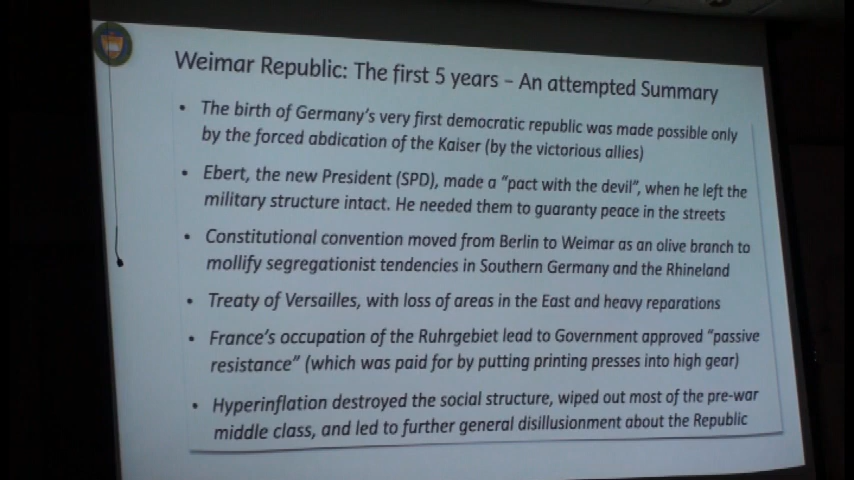 Weimar Republic: The first 5 years – An attempted Summary
• The birth of Germany's very first democratic republic was made possible only
by the forced abdication of the Kaiser (by the victorious allies)
• Ebert, the new President (SPD), made a "pact with the devil", when he left the
military structure intact. He needed them to guaranty peace in the streets
• Constitutional convention moved from Berlin to Weimar as an olive branch to
mollify segregationist tendencies in Southern Germany and the Rhineland
• Treaty of Versailles, with loss of areas in the East and heavy reparations
• France's occupation of the Ruhrgebiet lead to Government approved "passive
resistance" (which was paid for by putting printing presses into high gear)
• Hyperinflation destroyed the social structure, wiped out most of the pre-war
middle class, and led to further general disillusionment about the Republic